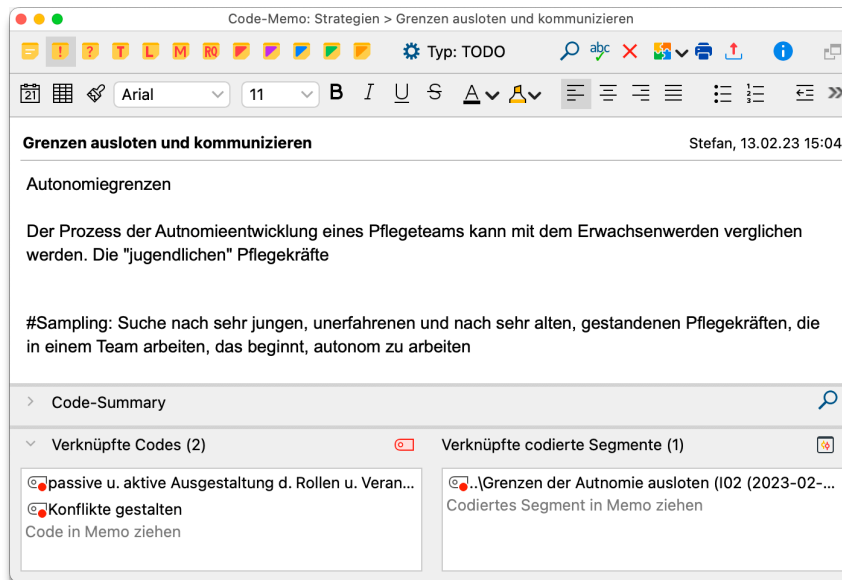 Code-Memo: Strategien > Grenzen ausloten und kommunizieren
! ? T L M RQ Typ: TODO abc i
21 Arial 11 B I U S A
Grenzen ausloten und kommunizieren Stefan, 13.02.23 15:04
Autonomiegrenzen
Der Prozess der Autnomieentwicklung eines Pflegeteams kann mit dem Erwachsenwerden verglichen
werden. Die "jugendlichen" Pflegekräfte
#Sampling: Suche nach sehr jungen, unerfahrenen und nach sehr alten, gestandenen Pflegekräften, die
in einem Team arbeiten, das beginnt, autonom zu arbeiten
Code-Summary
Verknüpfte Codes (2) Verknüpfte codierte Segmente (1)
passive u. aktive Ausgestaltung d. Rollen u. Veran... ..\Grenzen der Autnomie ausloten (I02 (2023-02-...
Konflikte gestalten Codiertes Segment in Memo ziehen
Code in Memo ziehen